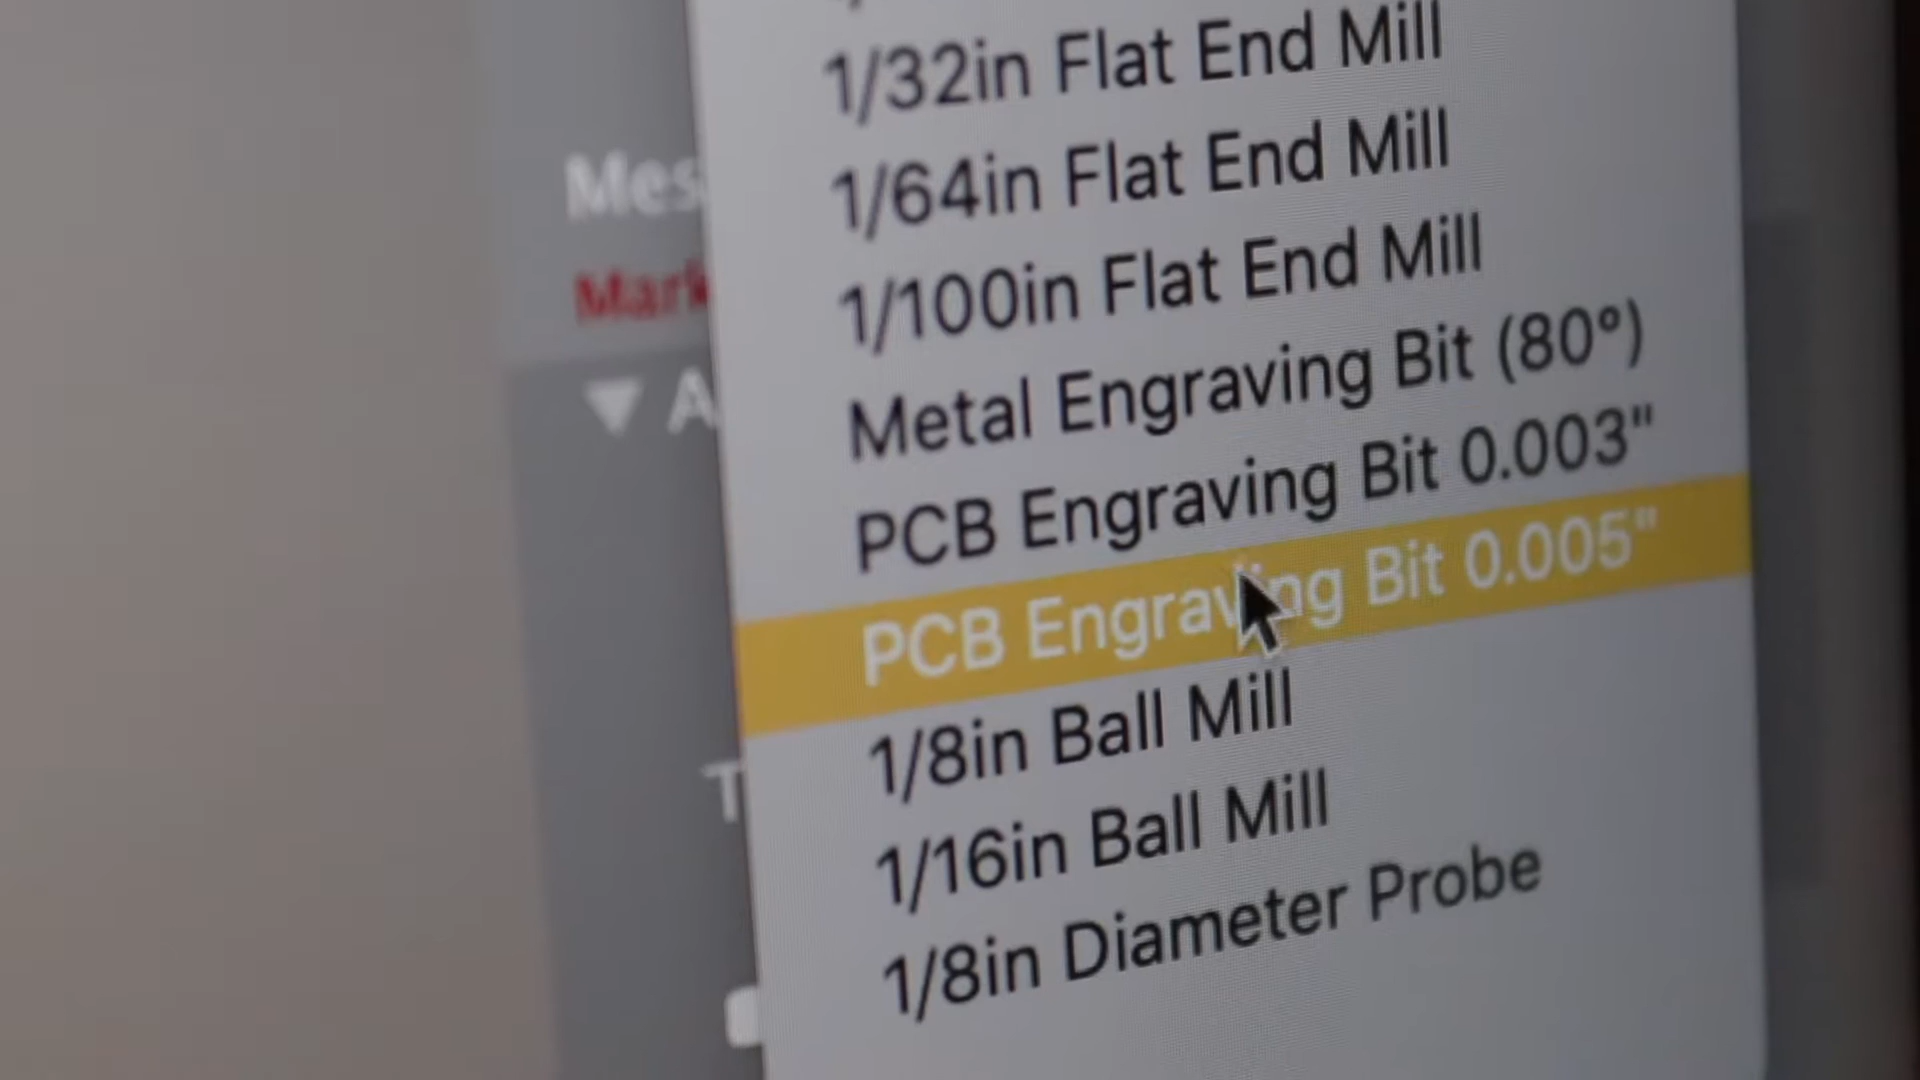 1/32in Flat End Mill
1/64in Flat End Mill
Mes
1/100in Flat End Mill
Mark
Metal Engraving Bit (80°)
A
PCB Engraving Bit 0.003"
PCB Engraving Bit 0.005"
1/8in Ball Mill
T
1/16in Ball Mill
1/8in Diameter Probe